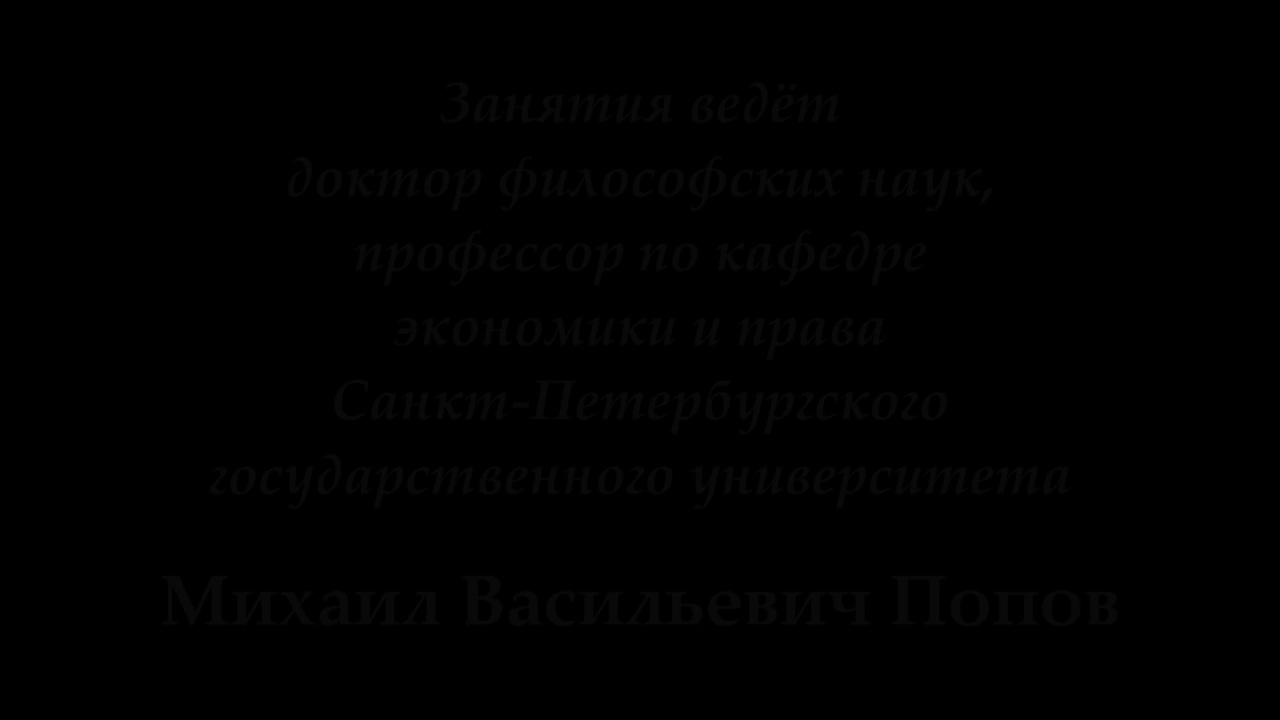 Занятия ведёт
доктор философских наук,
профессор по кафедре
экономики и права
Санкт-Петербургского
государственного университета
Михаил Васильевич Попов